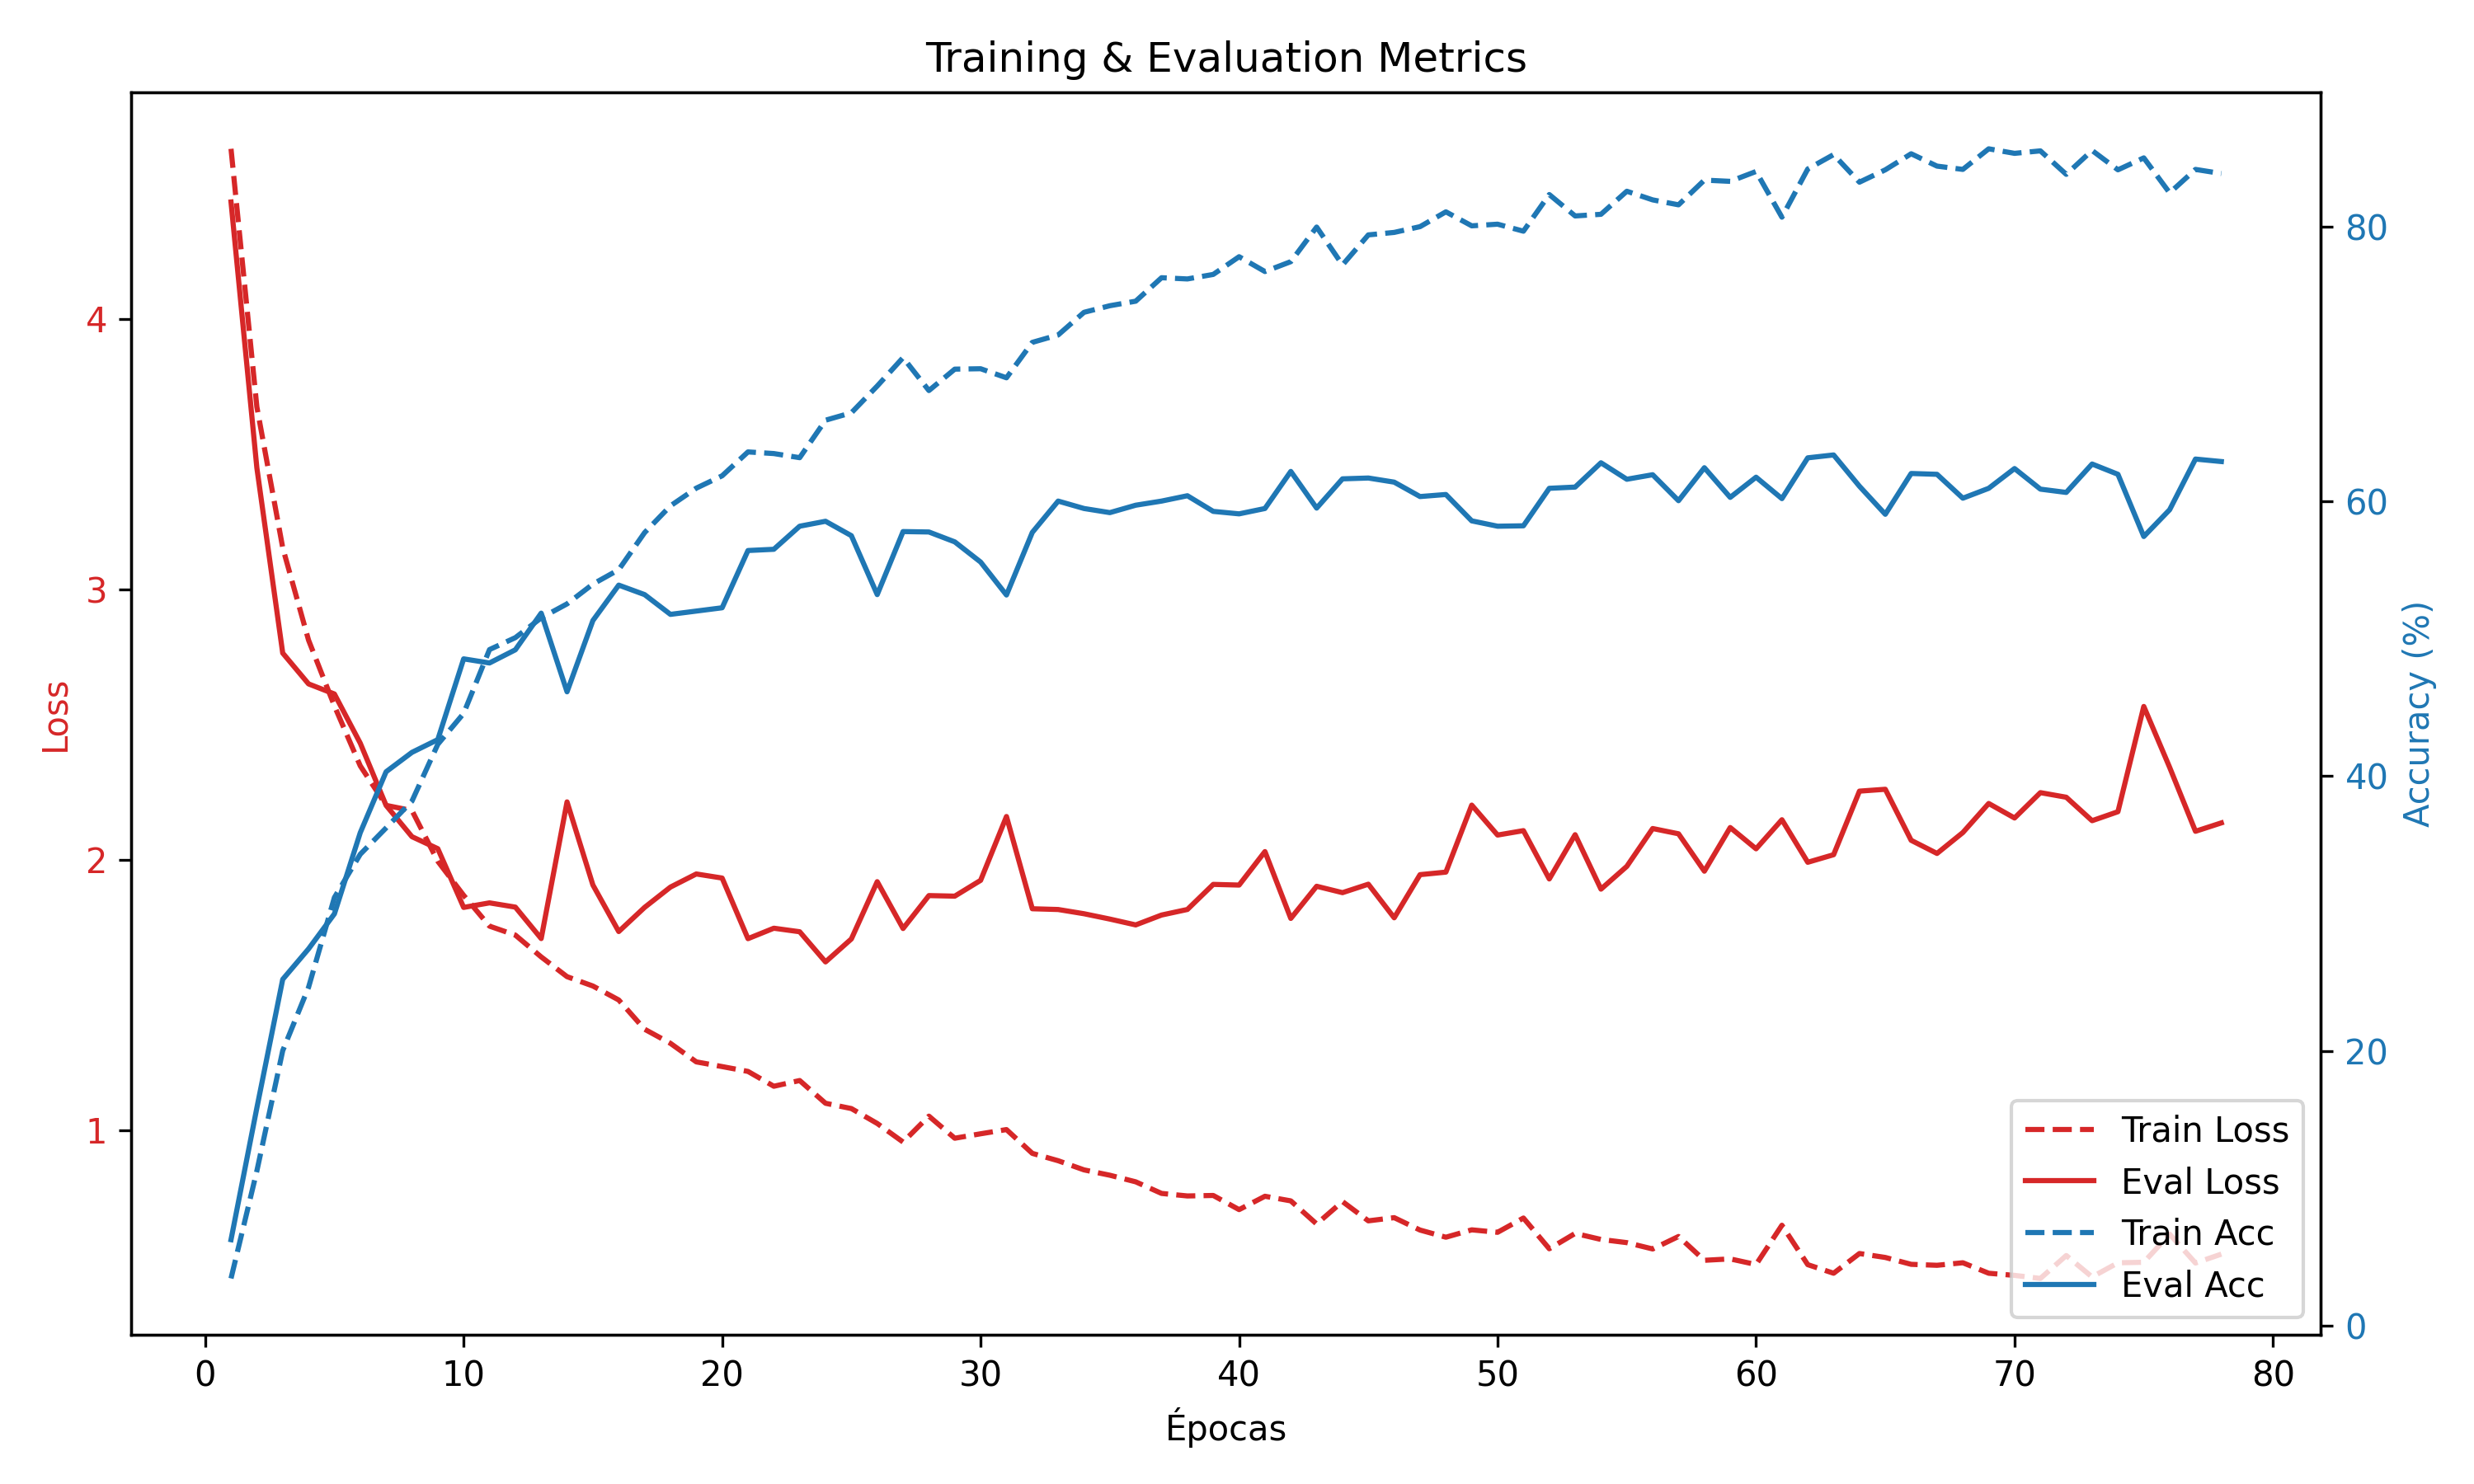 Training & Evaluation Metrics
4
3
2
1
Loss
80
60
40
20
0
Accuracy (%)
Train Loss
Eval Loss
Train Acc
Eval Acc
0 10 20 30 40 50 60 70 80
Épocas